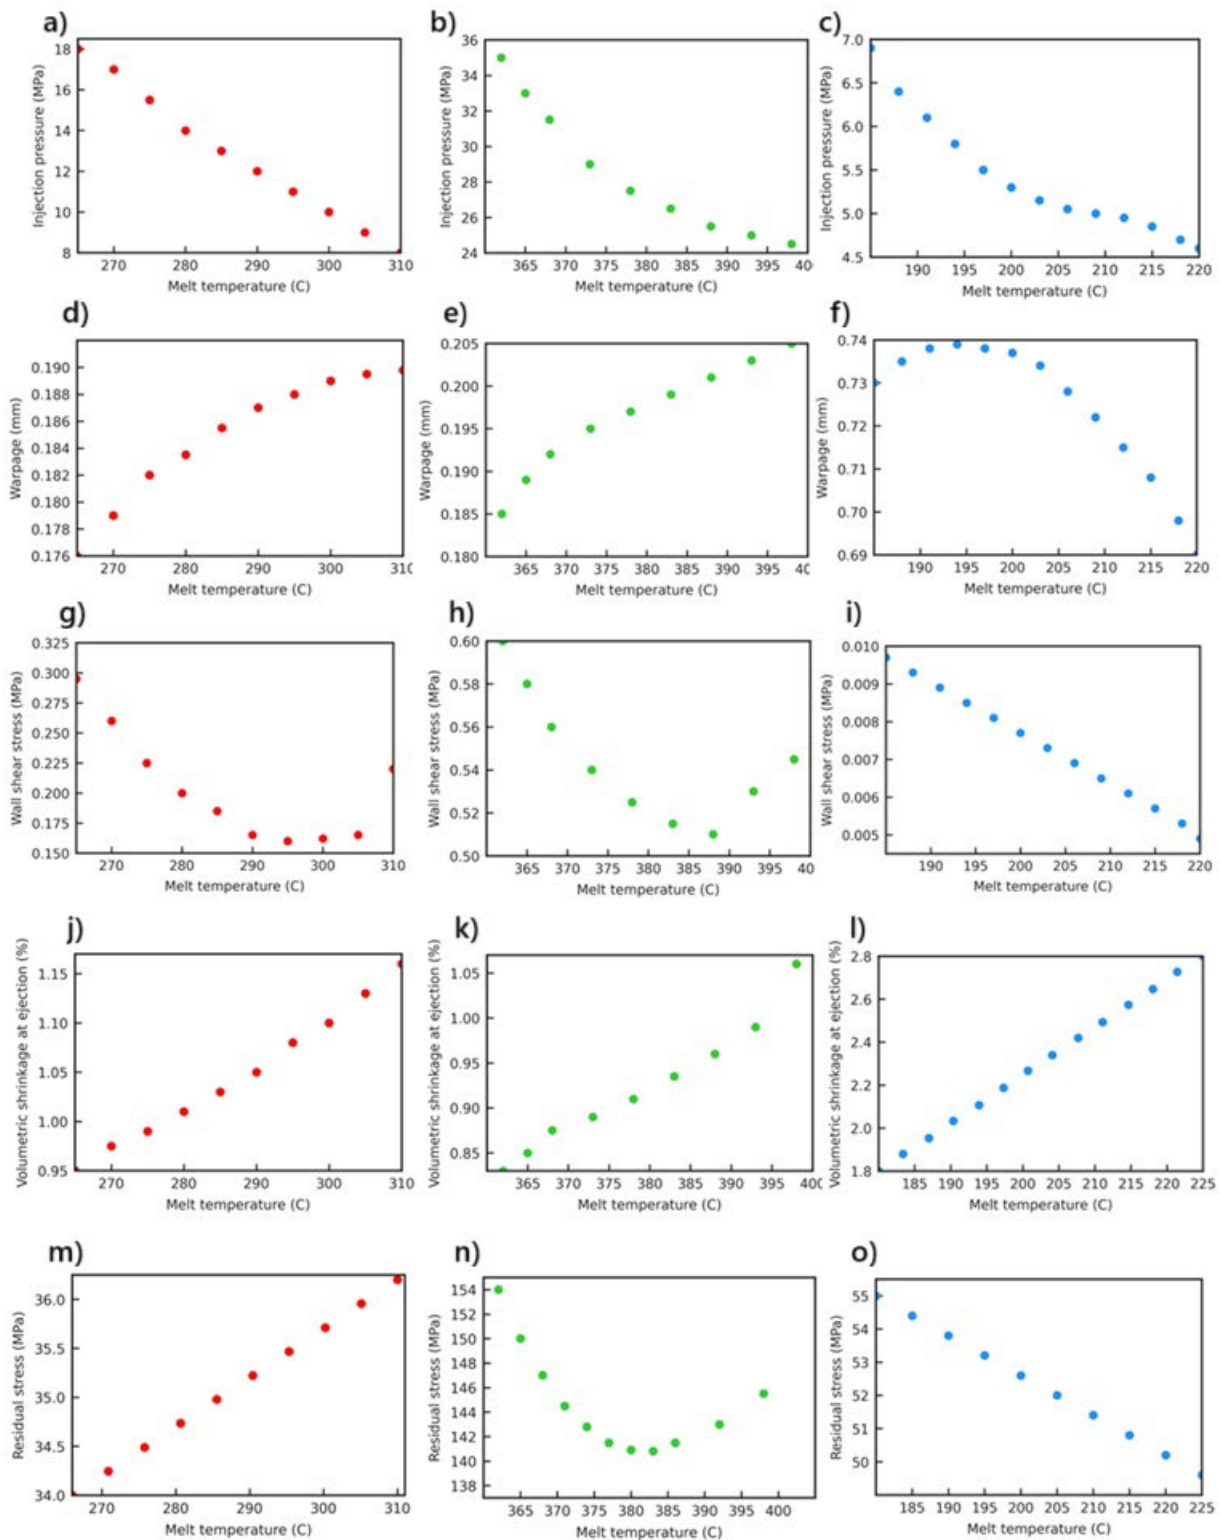 a)
18
16
14
12
10
8
Injection pressure (MPa)
270 280 290 300 310
Melt temperature (C)
b)
36
34
32
30
28
26
24
Injection pressure (MPa)
365 370 375 380 385 390 395 40
Melt temperature (C)
c)
7.0
6.5
6.0
5.5
5.0
4.5
Injection pressure (MPa)
190 195 200 205 210 215 220
Melt temperature (C)
d)
0.190
0.188
0.186
0.184
0.182
0.180
0.178
0.176
Warpage (mm)
270 280 290 300 310
Melt temperature (C)
e)
0.205
0.200
0.195
0.190
0.185
0.180
Warpage (mm)
365 370 375 380 385 390 395 40
Melt temperature (C)
f)
0.74
0.73
0.72
0.71
0.70
0.69
Warpage (mm)
190 195 200 205 210 215 220
Melt temperature (C)
g)
0.325
0.300
0.275
0.250
0.225
0.200
0.175
0.150
Wall shear stress (MPa)
270 280 290 300 310
Melt temperature (C)
h)
0.60
0.58
0.56
0.54
0.52
0.50
Wall shear stress (MPa)
365 370 375 380 385 390 395 40
Melt temperature (C)
i)
0.010
0.009
0.008
0.007
0.006
0.005
Wall shear stress (MPa)
190 195 200 205 210 215 220
Melt temperature (C)
j)
1.15
1.10
1.05
1.00
0.95
Volumetric shrinkage at ejection (%)
270 280 290 300 310
Melt temperature (C)
k)
1.05
1.00
0.95
0.90
0.85
Volumetric shrinkage at ejection (%)
365 370 375 380 385 390 395 400
Melt temperature (C)
l)
2.8
2.6
2.4
2.2
2.0
1.8
Volumetric shrinkage at ejection (%)
185 190 195 200 205 210 215 220 225
Melt temperature (C)
m)
36.0
35.5
35.0
34.5
34.0
Residual stress (MPa)
270 280 290 300 310
Melt temperature (C)
n)
154
152
150
148
146
144
142
140
138
Residual stress (MPa)
365 370 375 380 385 390 395 400
Melt temperature (C)
o)
55
54
53
52
51
50
Residual stress (MPa)
185 190 195 200 205 210 215 220 225
Melt temperature (C)